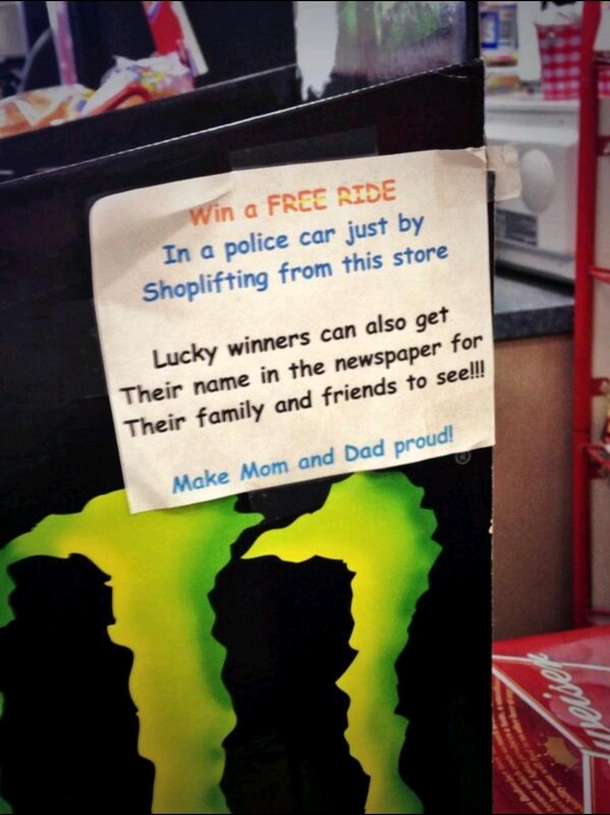 Win a FREE RIDE
In a police car just by
Shoplifting from this store
Lucky winners can also get
Their name in the newspaper for
Their family and friends to see!!!
Make Mom and Dad proud!
®
weiser